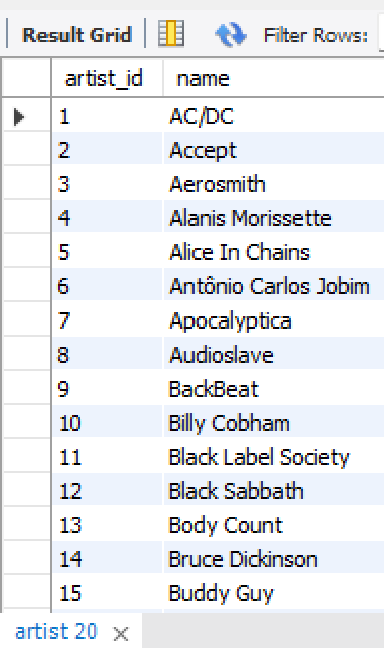 Result Grid Filter Rows:
artist_id name
1 AC/DC
2 Accept
3 Aerosmith
4 Alanis Morissette
5 Alice In Chains
6 Antônio Carlos Jobim
7 Apocalyptica
8 Audioslave
9 BackBeat
10 Billy Cobham
11 Black Label Society
12 Black Sabbath
13 Body Count
14 Bruce Dickinson
15 Buddy Guy
artist 20